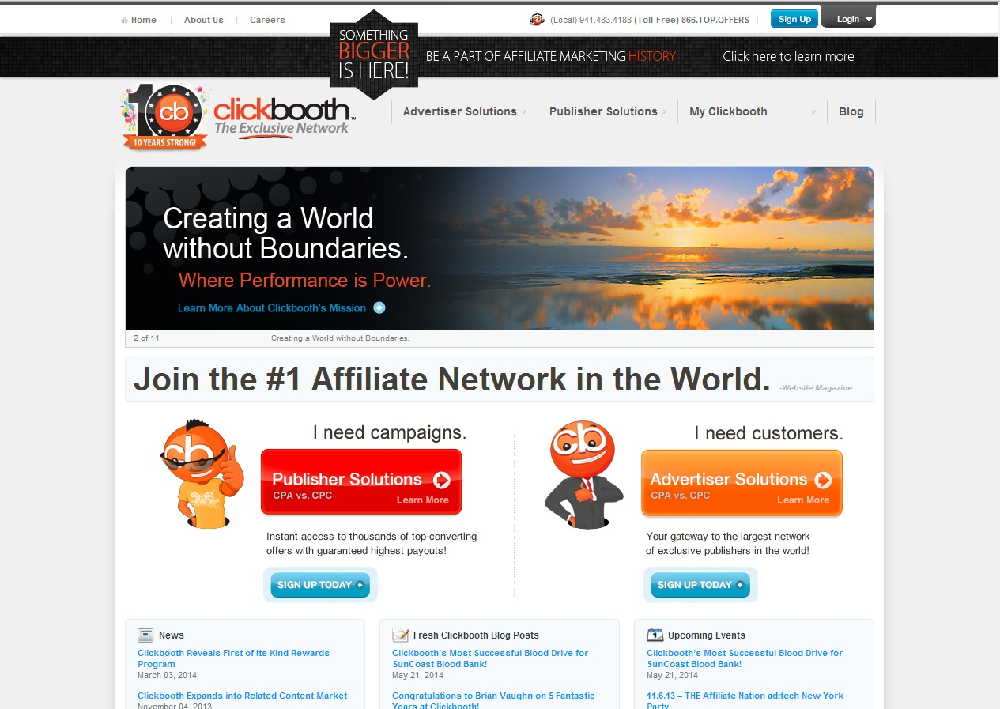 Home
About Us
Careers
(Local) 941.483.4188 (Toll-Free) 866.TOP.OFFERS
Sign Up
Login
SOMETHING
BIGGER
IS HERE!
BE A PART OF AFFILIATE MARKETING HISTORY
Click here to learn more
10
cb
10 YEARS STRONG!
clickbooth™
The Exclusive Network
Advertiser Solutions
Publisher Solutions
My Clickbooth
Blog
Creating a World
without Boundaries.
Where Performance is Power.
Learn More About Clickbooth's Mission
2 of 11
Creating a World without Boundaries.
Join the #1 Affiliate Network in the World. -Website Magazine
cb
I need campaigns.
Publisher Solutions
CPA vs. CPC
Learn More
Instant access to thousands of top-converting
offers with guaranteed highest payouts!
SIGN UP TODAY
cb
I need customers.
Advertiser Solutions
CPA vs. CPC
Learn More
Your gateway to the largest network
of exclusive publishers in the world!
SIGN UP TODAY
News
Clickbooth Reveals First of Its Kind Rewards
Program
March 03, 2014
Clickbooth Expands into Related Content Market
November 04, 2013
Fresh Clickbooth Blog Posts
Clickbooth's Most Successful Blood Drive for
SunCoast Blood Bank!
May 21, 2014
Congratulations to Brian Vaughn on 5 Fantastic
Years at Clickbooth!
1
Upcoming Events
Clickbooth's Most Successful Blood Drive for
SunCoast Blood Bank!
May 21, 2014
11.6.13 – THE Affiliate Nation ad:tech New York
Party